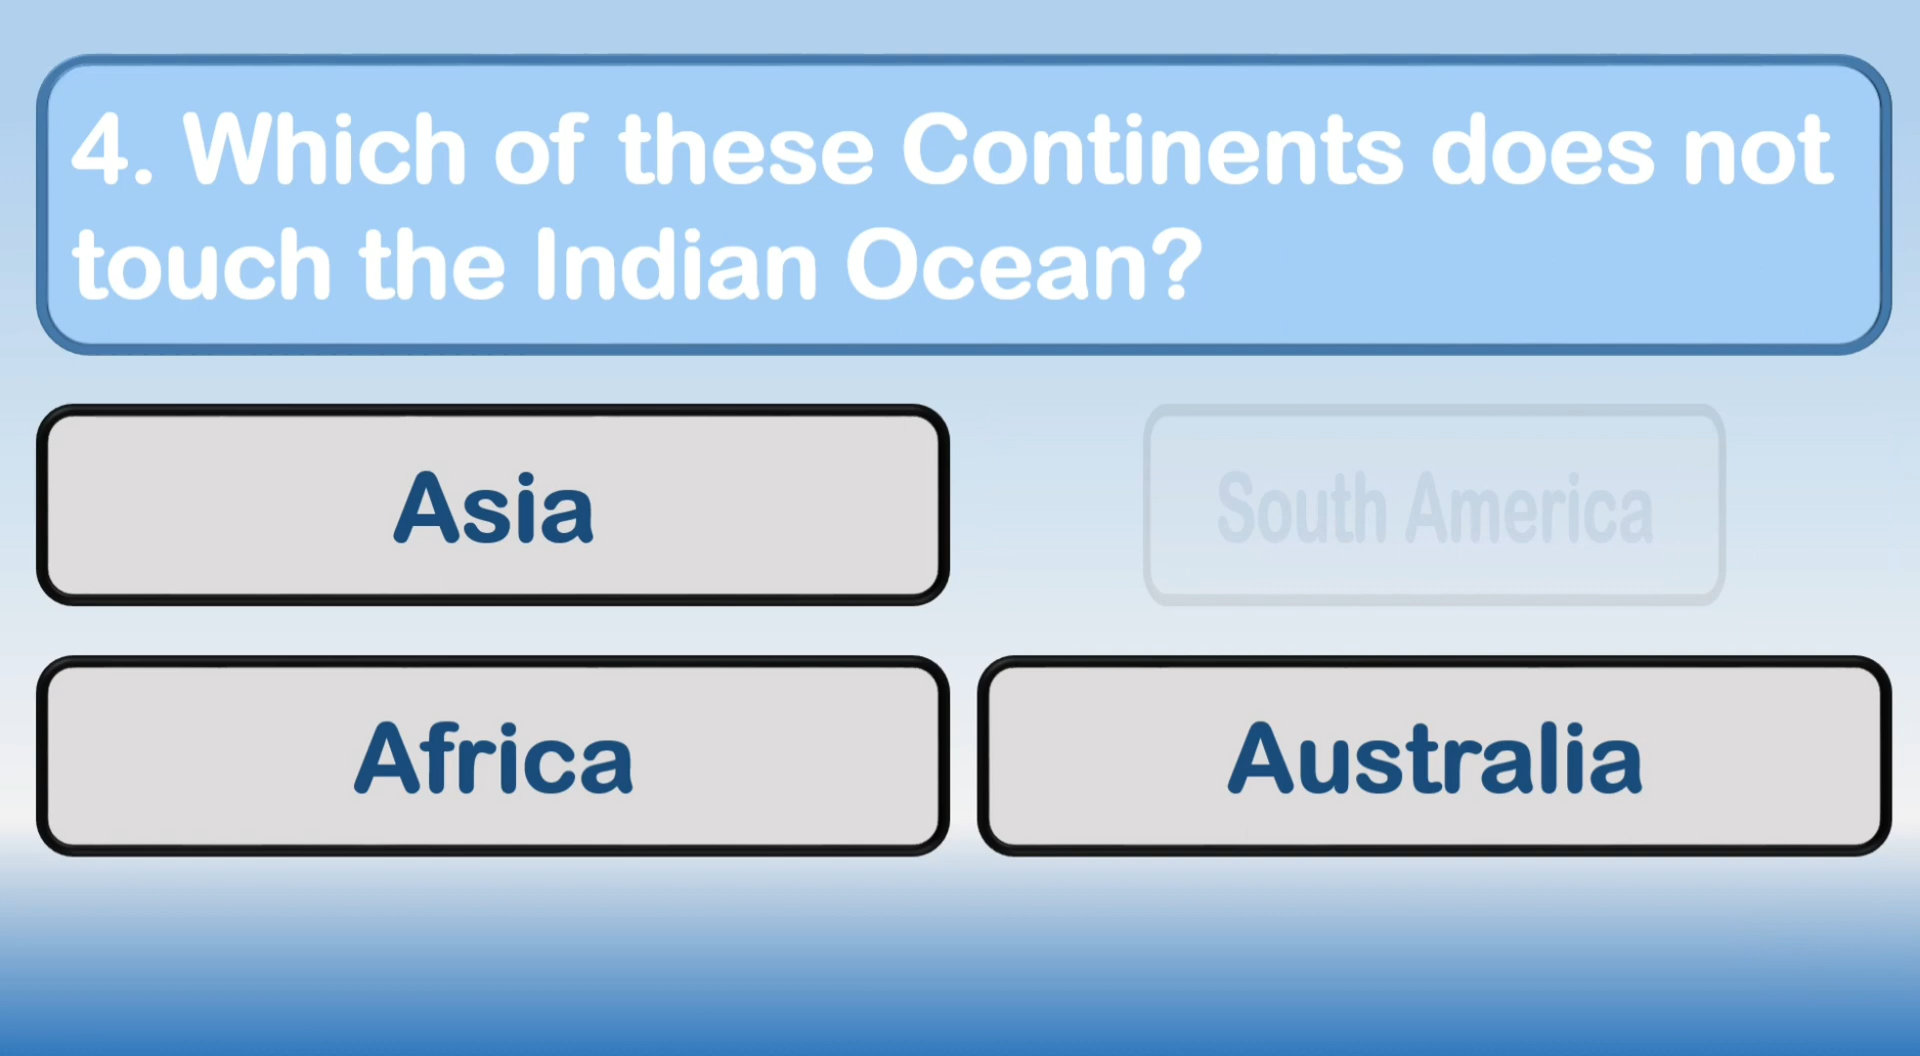 4. Which of these Continents does not
touch the Indian Ocean?
Asia
South America
Africa
Australia